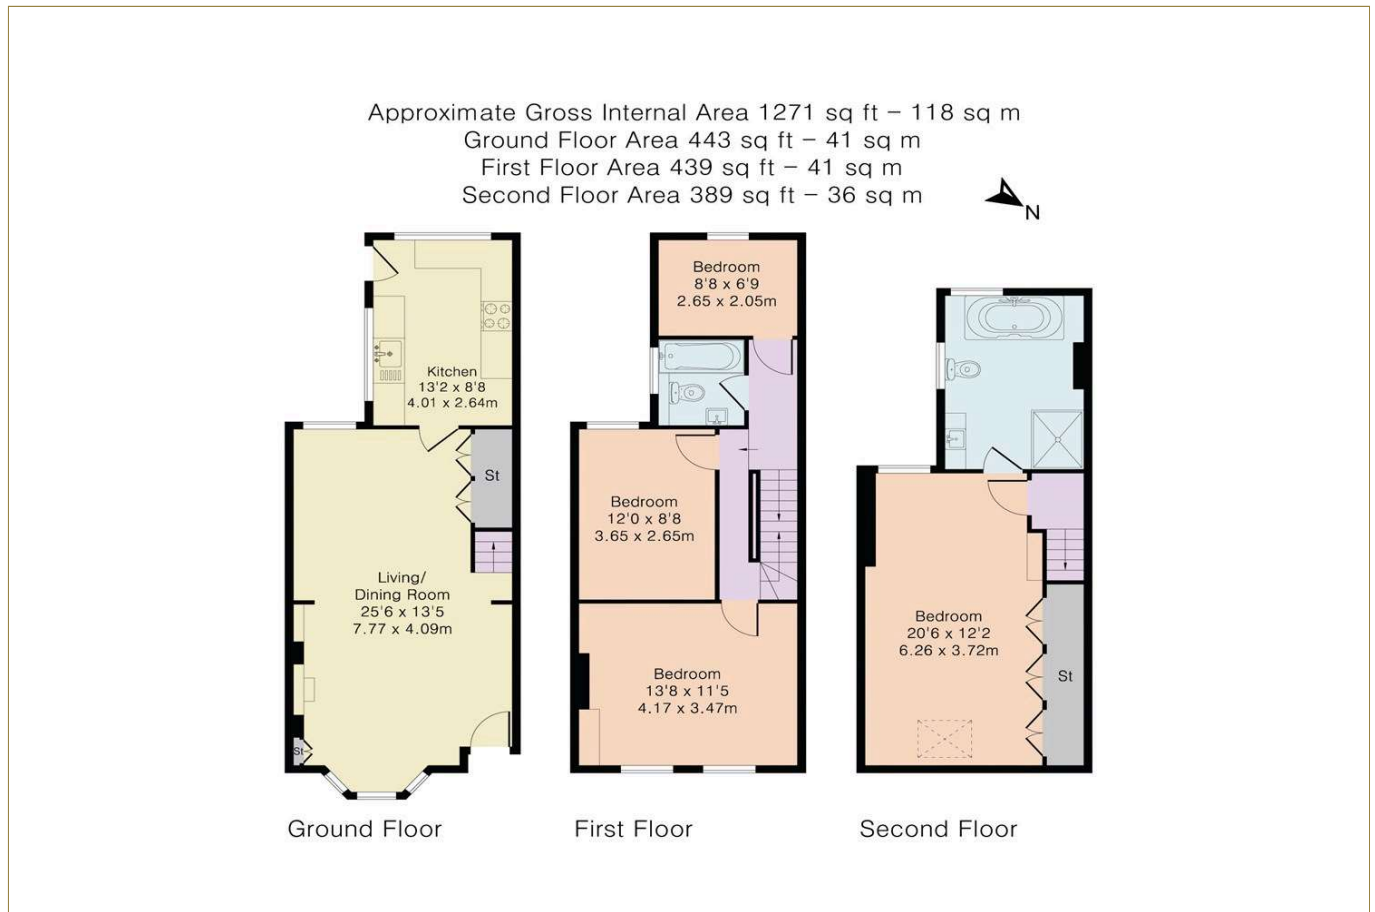 Approximate Gross Internal Area 1271 sq ft – 118 sq m
Ground Floor Area 443 sq ft – 41 sq m
First Floor Area 439 sq ft – 41 sq m
Second Floor Area 389 sq ft – 36 sq m
N
Kitchen
13'2 x 8'8
4.01 x 2.64m
St
Living/
Dining Room
25'6 x 13'5
7.77 x 4.09m
St
Ground Floor
Bedroom
8'8 x 6'9
2.65 x 2.05m
Bedroom
12'0 x 8'8
3.65 x 2.65m
Bedroom
13'8 x 11'5
4.17 x 3.47m
First Floor
Bedroom
20'6 x 12'2
6.26 x 3.72m
St
Second Floor